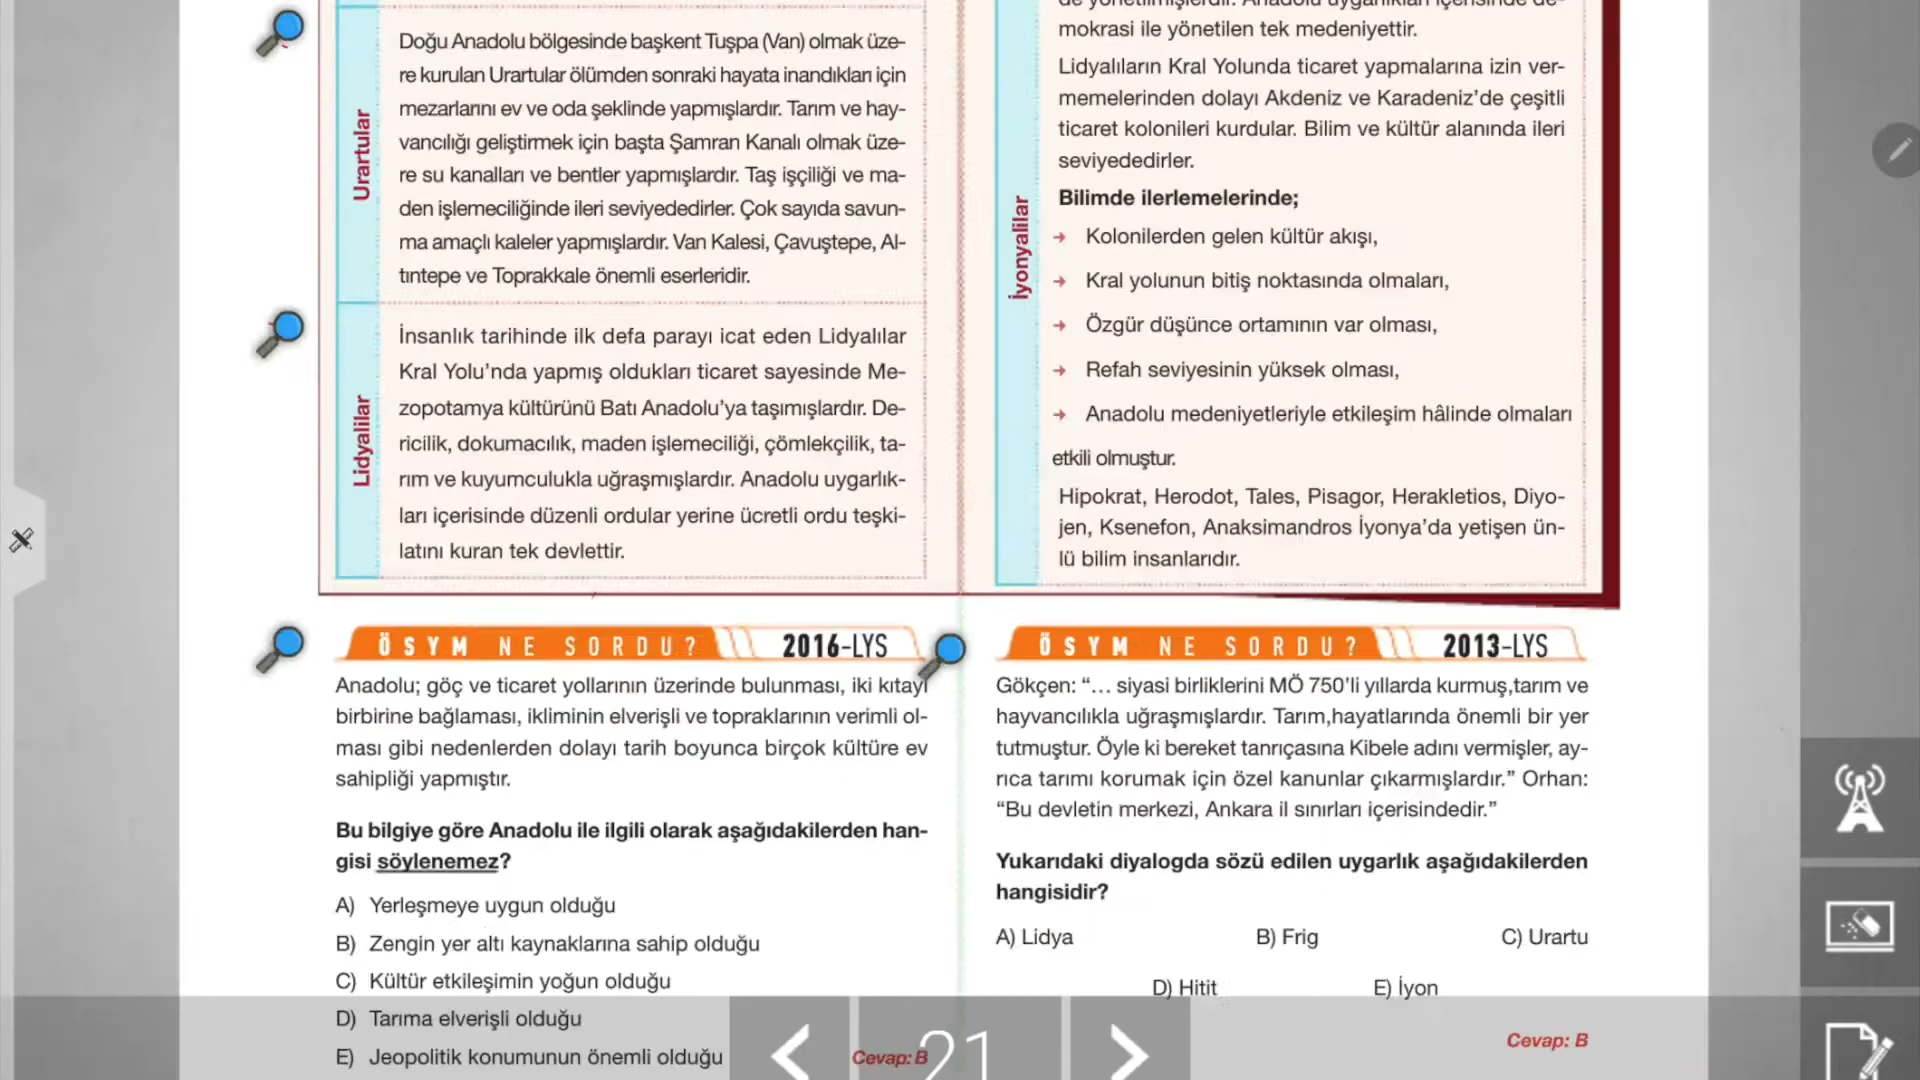 Urartular
Doğu Anadolu bölgesinde başkent Tuşpa (Van) olmak üze-
re kurulan Urartular ölümden sonraki hayata inandıkları için
mezarlarını ev ve oda şeklinde yapmışlardır. Tarım ve hay-
vancılığı geliştirmek için başta Şamran Kanalı olmak üze-
re su kanalları ve bentler yapmışlardır. Taş işçiliği ve ma-
den işlemeciliğinde ileri seviyededirler. Çok sayıda savun-
ma amaçlı kaleler yapmışlardır. Van Kalesi, Çavuştepe, Al-
tıntepe ve Toprakkale önemli eserleridir.
Lidyalılar
İnsanlık tarihinde ilk defa parayı icat eden Lidyalılar
Kral Yolu'nda yapmış oldukları ticaret sayesinde Me-
zopotamya kültürünü Batı Anadolu'ya taşımışlardır. De-
ricilik, dokumacılık, maden işlemeciliği, çömlekçilik, ta-
rım ve kuyumculukla uğraşmışlardır. Anadolu uygarlık-
ları içerisinde düzenli ordular yerine ücretli ordu teşki-
latını kuran tek devlettir.
ÖSYM NE SORDU? 2016-LYS
Anadolu; göç ve ticaret yollarının üzerinde bulunması, iki kıtayı
birbirine bağlaması, ikliminin elverişli ve topraklarının verimli ol-
ması gibi nedenlerden dolayı tarih boyunca birçok kültüre ev
sahipliği yapmıştır.
Bu bilgiye göre Anadolu ile ilgili olarak aşağıdakilerden han-
gisi söylenemez?
A) Yerleşmeye uygun olduğu
B) Zengin yer altı kaynaklarına sahip olduğu
C) Kültür etkileşimin yoğun olduğu
D) Tarıma elverişli olduğu
E) Jeopolitik konumunun önemli olduğu
Cevap: B
İyonyalılar
de yönetilmişlerdir. Anadolu uygarlıkları içerisinde de-
mokrasi ile yönetilen tek medeniyettir.
Lidyalıların Kral Yolunda ticaret yapmalarına izin ver-
memelerinden dolayı Akdeniz ve Karadeniz'de çeşitli
ticaret kolonileri kurdular. Bilim ve kültür alanında ileri
seviyededirler.
Bilimde ilerlemelerinde;
→ Kolonilerden gelen kültür akışı,
→ Kral yolunun bitiş noktasında olmaları,
→ Özgür düşünce ortamının var olması,
→ Refah seviyesinin yüksek olması,
→ Anadolu medeniyetleriyle etkileşim hâlinde olmaları
etkili olmuştur.
Hipokrat, Herodot, Tales, Pisagor, Herakletios, Diyo-
jen, Ksenefon, Anaksimandros İyonya'da yetişen ün-
lü bilim insanlarıdır.
ÖSYM NE SORDU? 2013-LYS
Gökçen: “... siyasi birliklerini MÖ 750'li yıllarda kurmuş,tarım ve
hayvancılıkla uğraşmışlardır. Tarım,hayatlarında önemli bir yer
tutmuştur. Öyle ki bereket tanrıçasına Kibele adını vermişler, ay-
rıca tarımı korumak için özel kanunlar çıkarmışlardır.” Orhan:
“Bu devletin merkezi, Ankara il sınırları içerisindedir.”
Yukarıdaki diyalogda sözü edilen uygarlık aşağıdakilerden
hangisidir?
A) Lidya B) Frig C) Urartu
D) Hitit E) İyon
Cevap: B
21